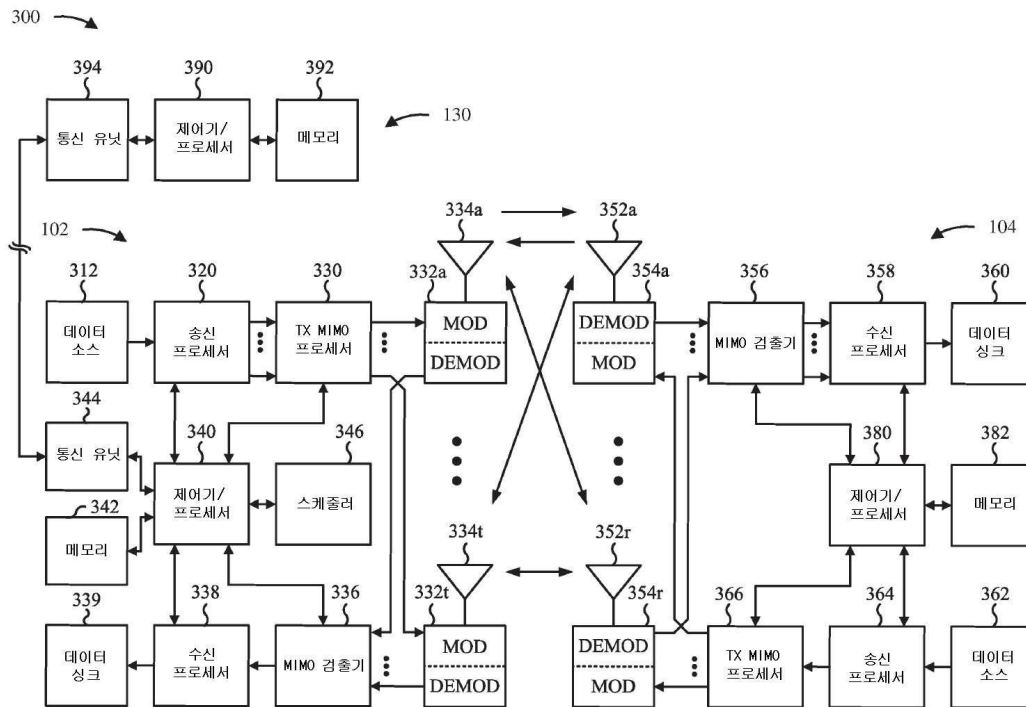 300
394
390
392
130
통신 유닛
제어기/
프로세서
메모리
102
334a
352a
104
312
320
330
332a
354a
356
358
360
데이터
소스
송신
프로세서
TX MIMO
프로세서
MOD
DEMOD
DEMOD
MOD
MIMO 검출기
수신
프로세서
데이터
싱크
344
340
346
380
382
통신 유닛
제어기/
프로세서
스케줄러
제어기/
프로세서
메모리
342
메모리
334t
352r
339
338
336
332t
354r
366
364
362
데이터
싱크
수신
프로세서
MIMO 검출기
MOD
DEMOD
DEMOD
MOD
TX MIMO
프로세서
송신
프로세서
데이터
소스